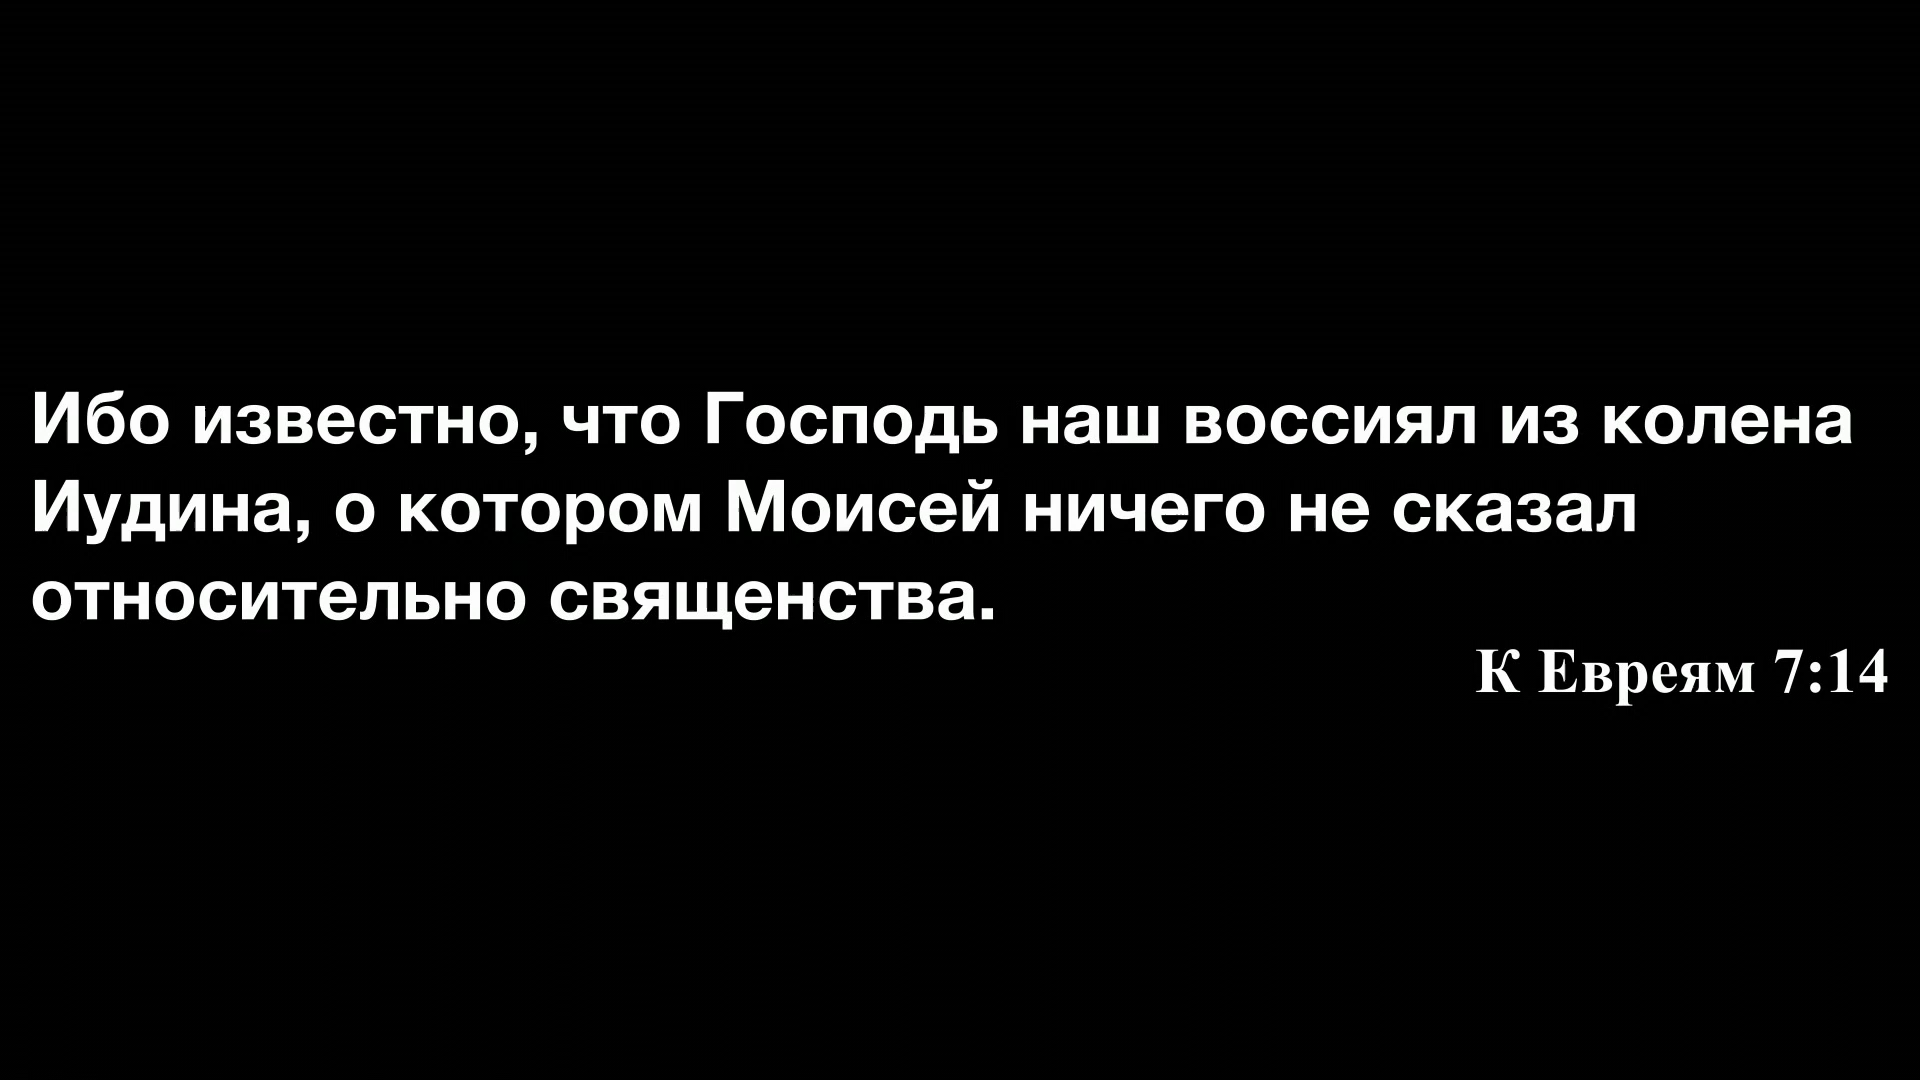 Ибо известно, что Господь наш воссиял из колена
Иудина, о котором Моисей ничего не сказал
относительно священства.
К Евреям 7:14